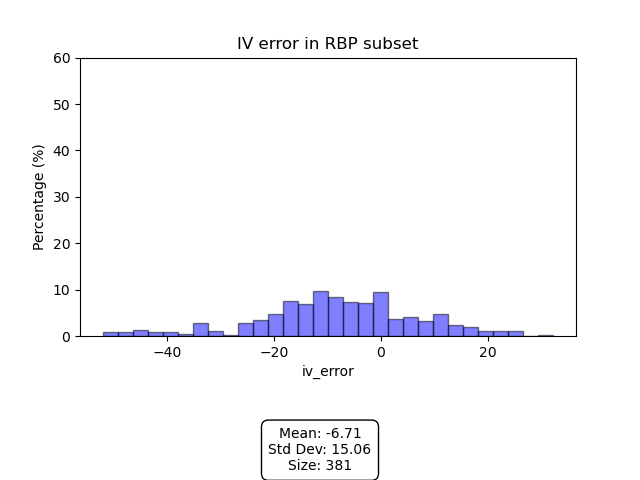 IV error in RBP subset
60
50
40
30
20
10
0
Percentage (%)
−40
−20
0
20
iv_error
Mean: -6.71
Std Dev: 15.06
Size: 381